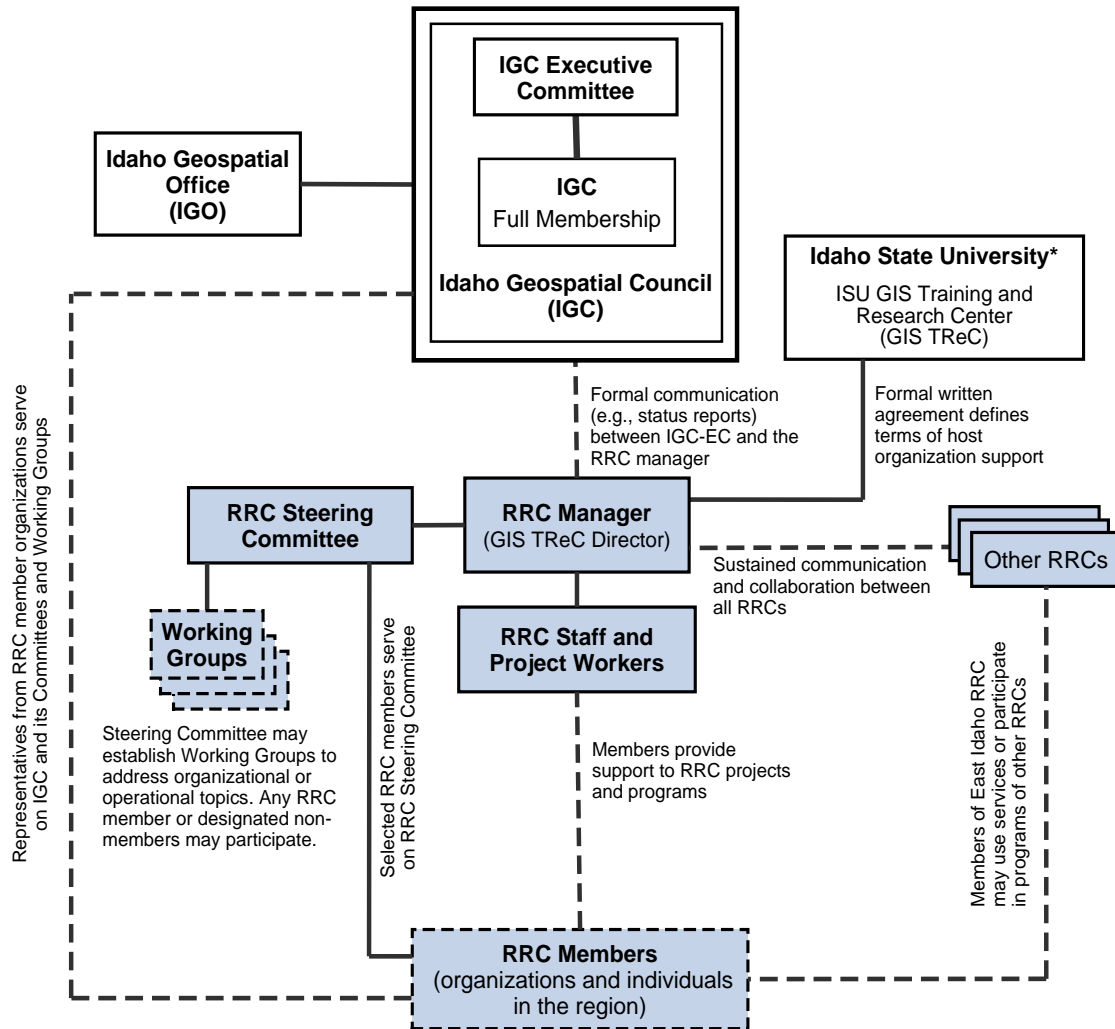 IGC Executive
Committee
IGC
Full Membership
Idaho Geospatial Council
(IGC)
Idaho Geospatial
Office
(IGO)
Idaho State University*
ISU GIS Training and
Research Center
(GIS TReC)
Formal communication
(e.g., status reports)
between IGC-EC and the
RRC manager
Formal written
agreement defines
terms of host
organization support
Representatives from RRC member organizations serve
on IGC and its Committees and Working Groups
RRC Steering
Committee
RRC Manager
(GIS TReC Director)
Other RRCs
Sustained communication
and collaboration between
all RRCs
Working
Groups
RRC Staff and
Project Workers
Steering Committee may
establish Working Groups to
address organizational or
operational topics. Any RRC
member or designated non-
members may participate.
Selected RRC members serve
on RRC Steering Committee
Members provide
support to RRC projects
and programs
Members of East Idaho RRC
may use services or participate
in programs of other RRCs
RRC Members
(organizations and individuals
in the region)